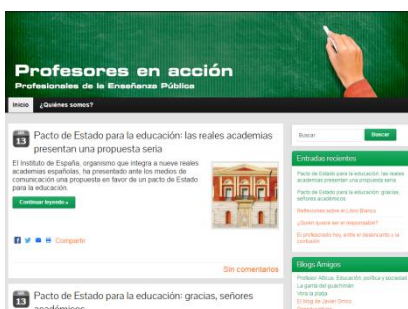 Profesores en acción
Profesionales de la Enseñanza Pública
Inicio
¿Quiénes somos?
13
Pacto de Estado para la educación: las reales academias
presentan una propuesta seria
El Instituto de España, organismo que integra a nueve reales
academias españolas, ha presentado ante los medios de
comunicación una propuesta en favor de un pacto de Estado
para la educación.
Continuar leyendo »
Compartir
Sin comentarios
13
Pacto de Estado para la educación: gracias, señores
académicos
Buscar
Buscar
Entradas recientes
Pacto de Estado para la educación: las reales
academias presentan una propuesta seria
Pacto de Estado para la educación: gracias,
señores académicos
Reflexiones sobre el Libro Blanco
¿Quién quiere ser el responsable?
El profesorado hoy, entre el desencanto y la
confusión
Blogs Amigos
Profesor Atticus. Educación, política y sociedad
La garita del guachimán
Vara la plata
El blog de Javier Orrico